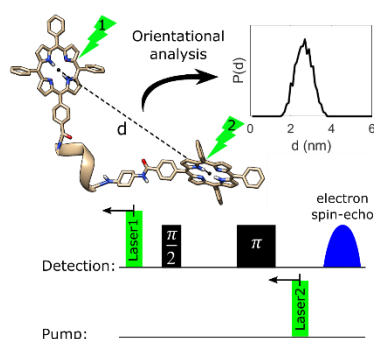 1
Orientational
analysis
P(d)
0 2 4 6
d (nm)
d
2
electron
spin-echo
Laser1
π
2
π
Detection:
Laser2
Pump: